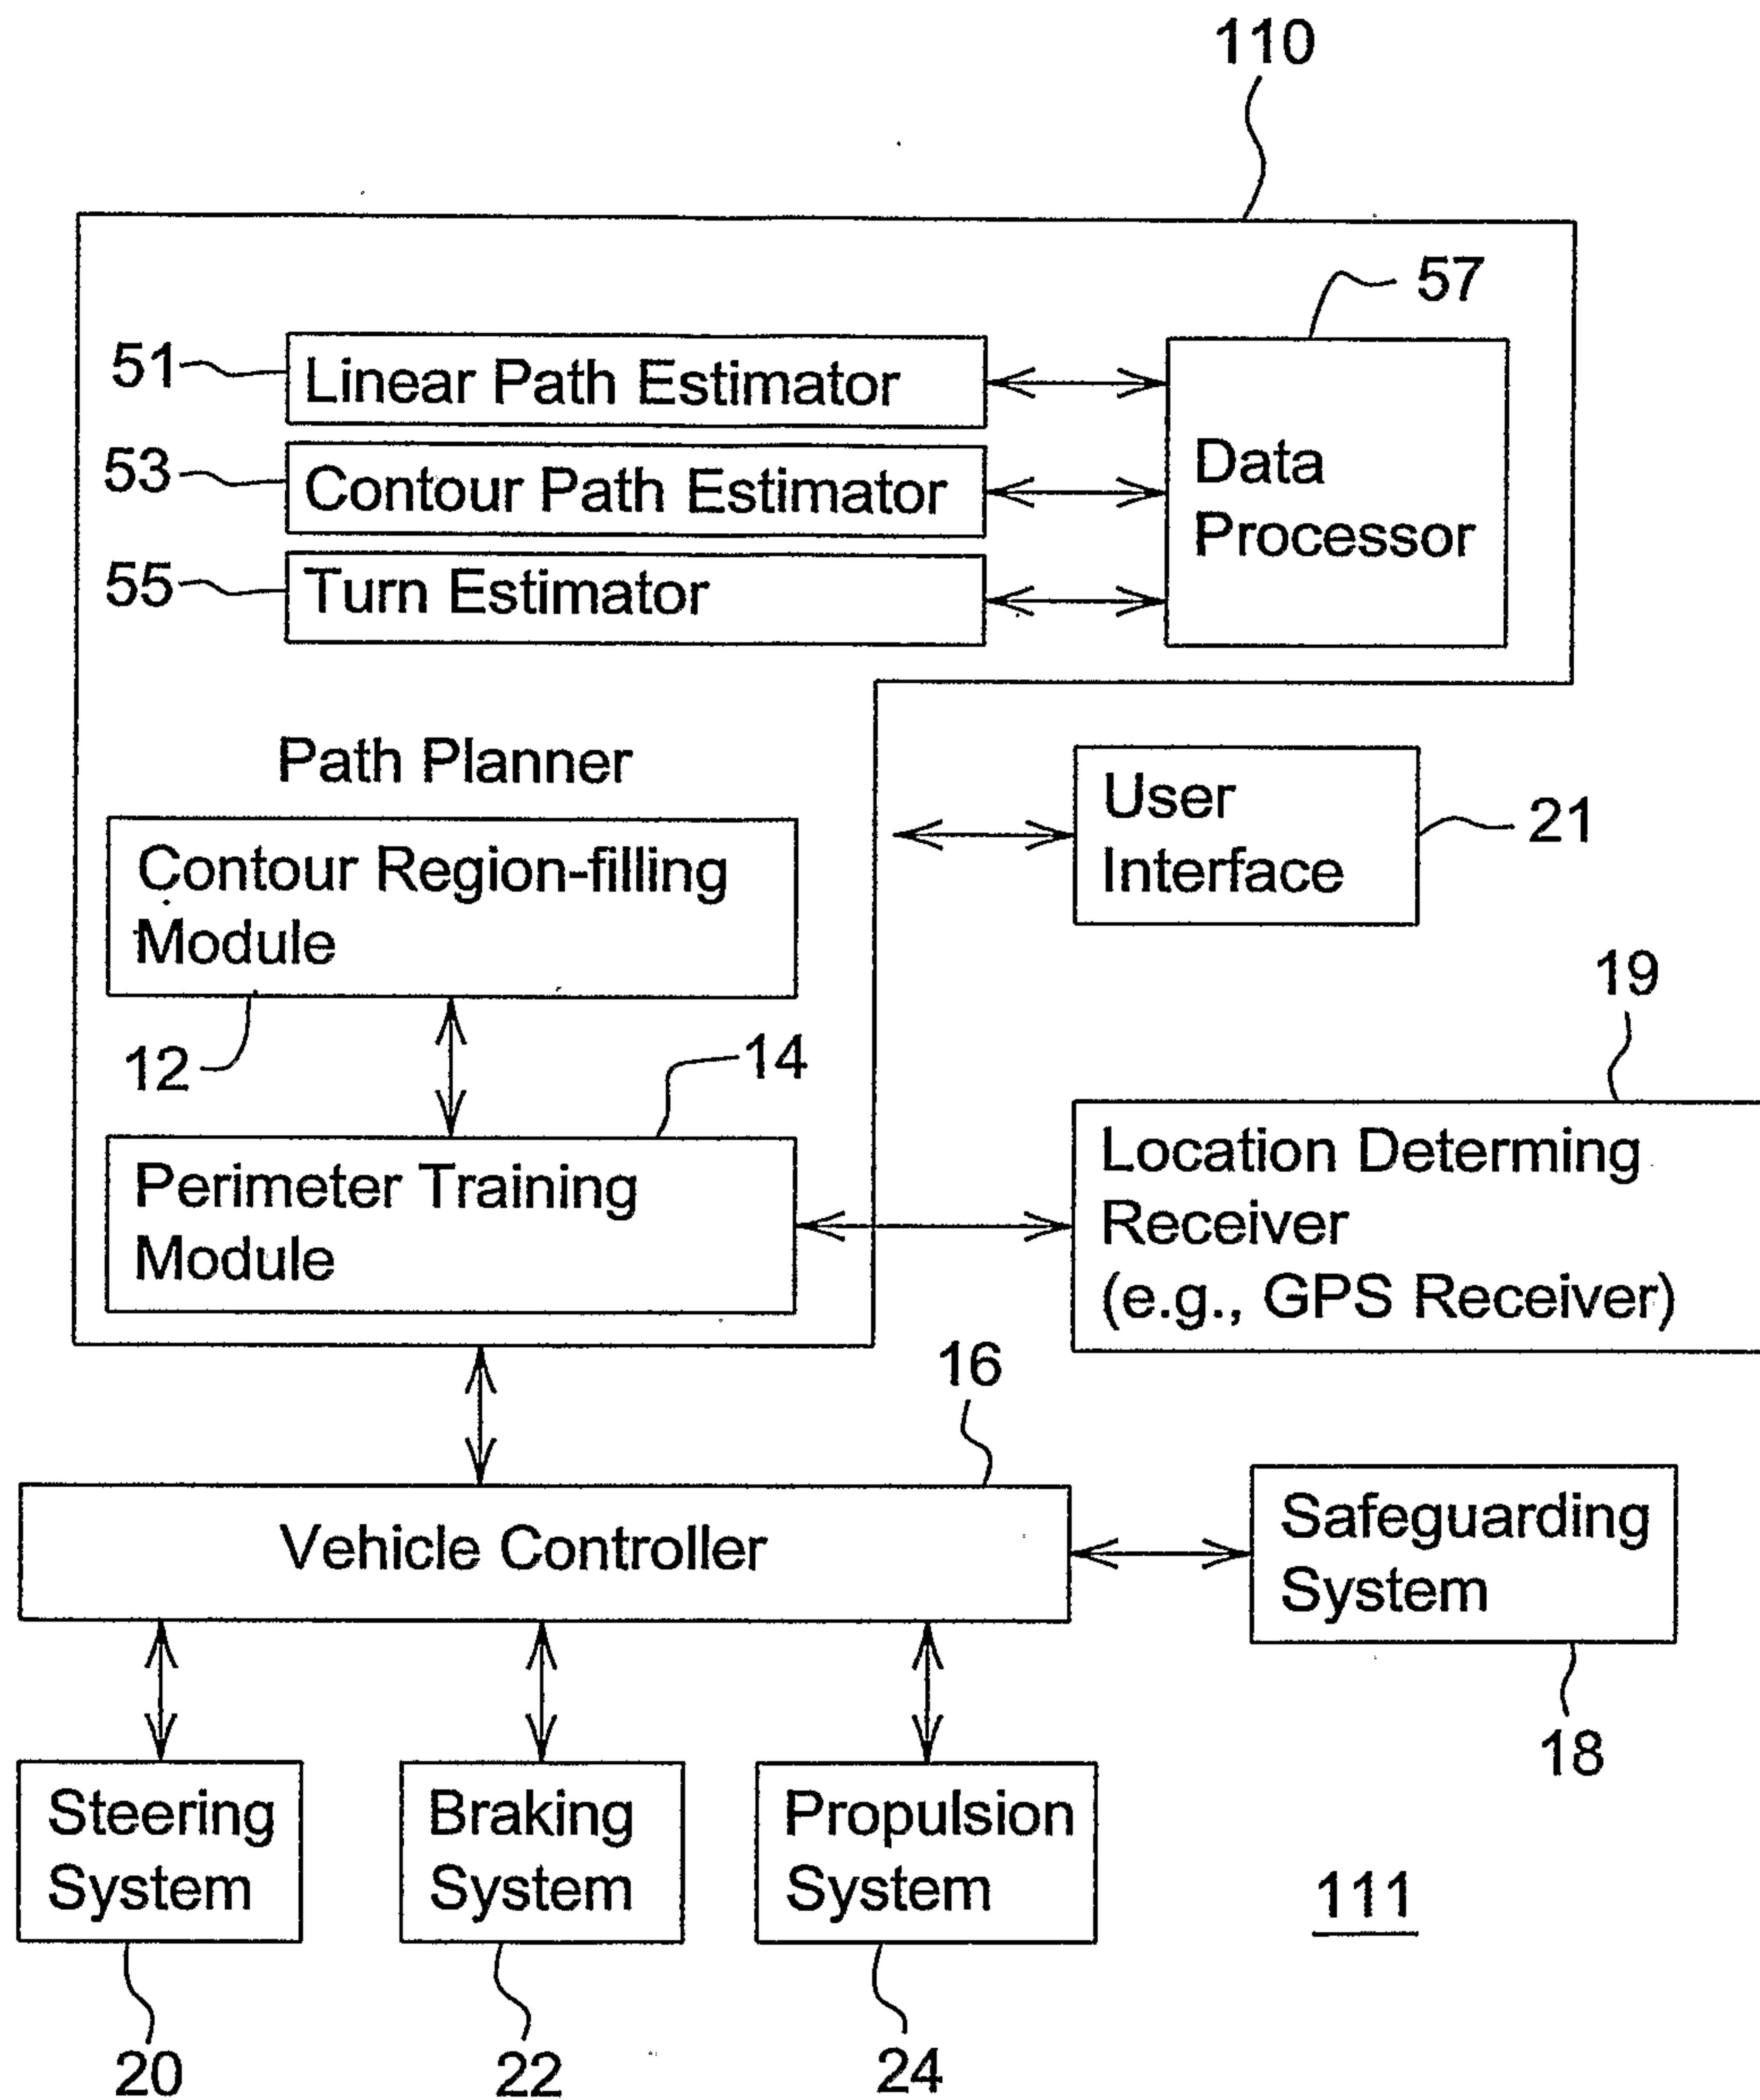 110
57
51
Linear Path Estimator
53
Contour Path Estimator
55
Turn Estimator
Data
Processor
Path Planner
User
Interface
21
Contour Region-filling
Module
12
14
19
Perimeter Training
Module
Location Determing
Receiver
(e.g., GPS Receiver)
16
Vehicle Controller
Safeguarding
System
18
Steering
System
Braking
System
Propulsion
System
111
20
22
24